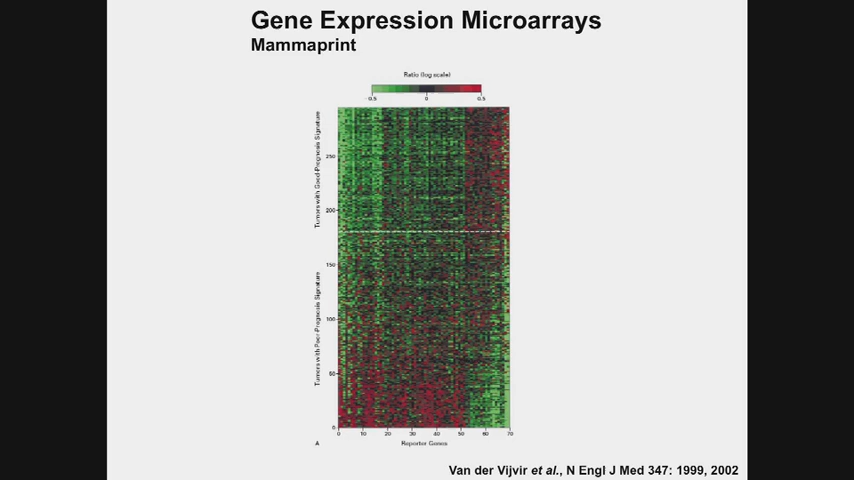 Gene Expression Microarrays
Mammaprint
Ratio (log scale)
0.5 0 0.5
Tumors with Good-Prognosis Signature
Tumors with Poor-Prognosis Signature
250
200
150
100
50
0
0 10 20 30 40 50 60 70
A Reporter Genes
Van der Vijvir et al., N Engl J Med 347: 1999, 2002